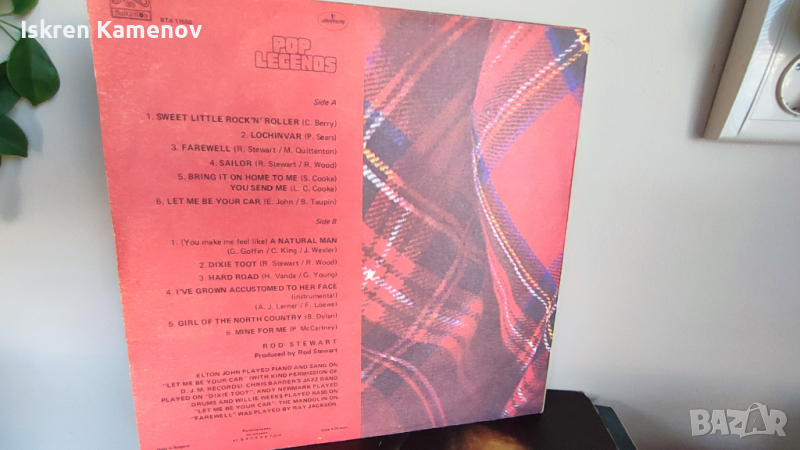 Iskren Kamenov
Balkanton
mercury
POP
LEGENDS
Side A
1. SWEET LITTLE ROCK'N' ROLLER (C. Berry)
2. LOCHINVAR (P. Sears)
3. FAREWELL (R. Stewart / M. Quittenton)
4. SAILOR (R. Stewart / R. Wood)
5. BRING IT ON HOME TO ME (S. Cooke)
YOU SEND ME (L. C. Cooke)
6. LET ME BE YOUR CAR (E. John / B. Taupin)
Side B
1. (You make me feel like) A NATURAL MAN
(G. Goffin / C. King / J. Wexler)
2. DIXIE TOOT (R. Stewart / R. Wood)
3. HARD ROAD (H. Vanda / G. Young)
4. I'VE GROWN ACCUSTOMED TO HER FACE
(instrumental)
(A. J. Lerner / F. Loewe)
5. GIRL OF THE NORTH COUNTRY (B. Dylan)
6. MINE FOR ME (P. McCartney)
ROD STEWART
Produced by Rod Stewart
ELTON JOHN PLAYED PIANO AND SANG ON
"LET ME BE YOUR CAR" (WITH KIND PERMISSION OF
D.J.M. RECORDS). CHRIS BARBER'S JAZZ BAND
PLAYED ON "DIXIE TOOT", ANDY NEWMARK PLAYED
DRUMS AND WILLIE WEEKS PLAYED BASS ON
"LET ME BE YOUR CAR". THE MANDOLIN ON
"FAREWELL" WAS PLAYED BY RAY JACKSON.
BAZAR